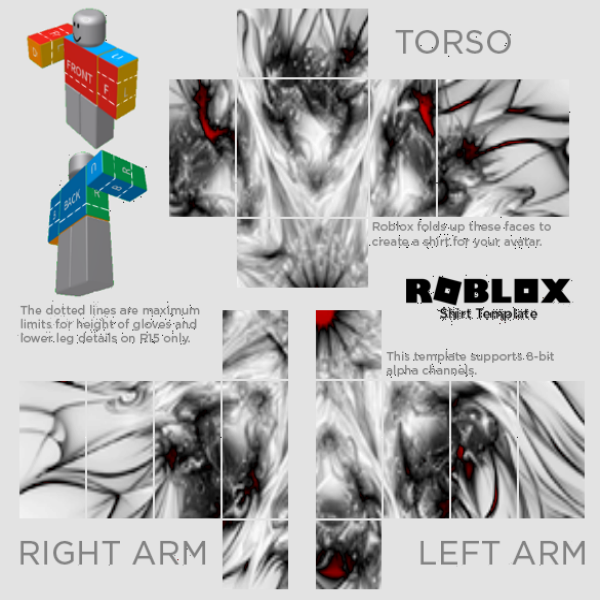 TORSO
FRONT
F
L
R
D
U
U
R
B
BACK
R
Roblox folds up these faces to
create a shirt for your avatar.
ROBLOX
Shirt Template
The dotted lines are maximum
limits for height of gloves and
lower leg details on R15 only.
This template supports 8-bit
alpha channels.
RIGHT ARM
LEFT ARM